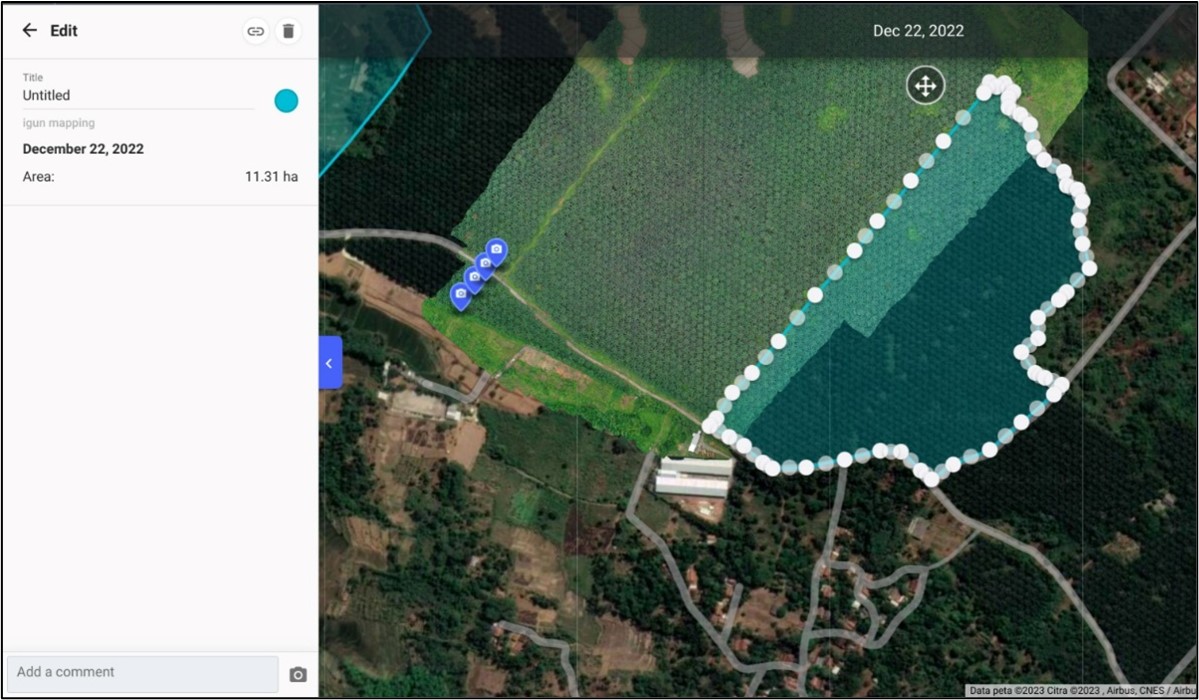 Edit
Dec 22, 2022
Title
Untitled
igun mapping
December 22, 2022
Area: 11.31 ha
Add a comment
Data peta ©2023 Citra ©2023 , Airbus, CNES / Airbu